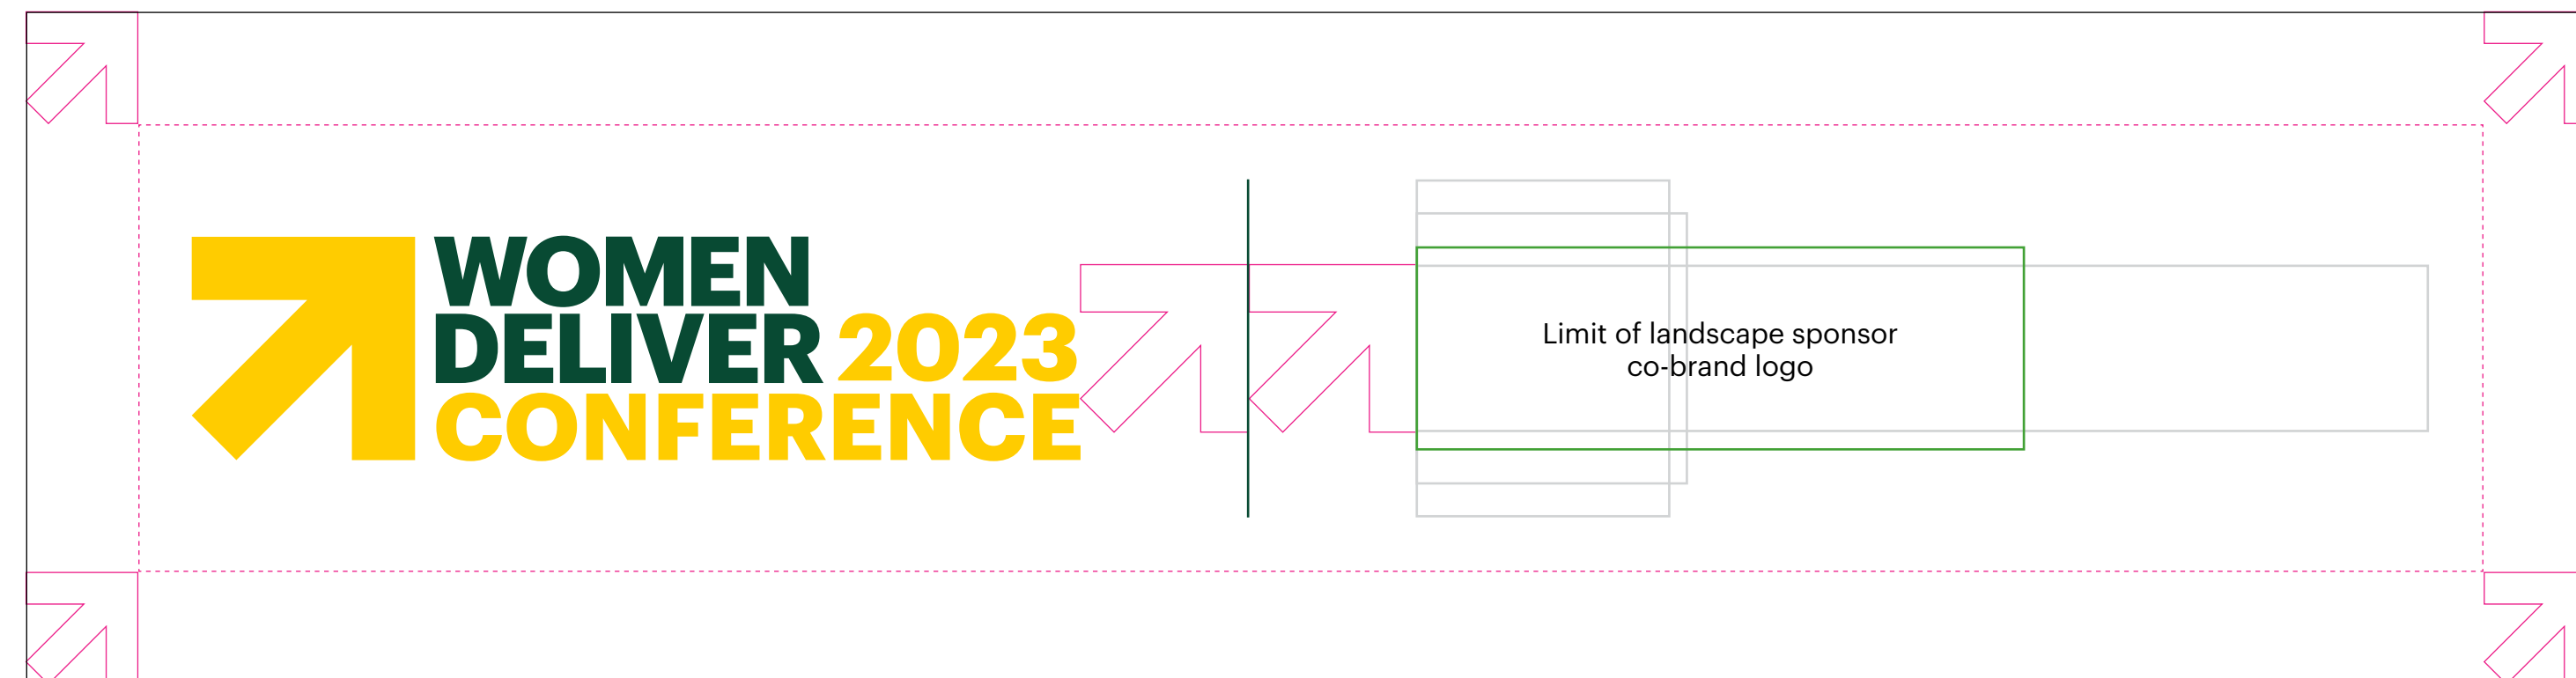 WOMEN
DELIVER 2023
CONFERENCE
Limit of landscape sponsor
co-brand logo